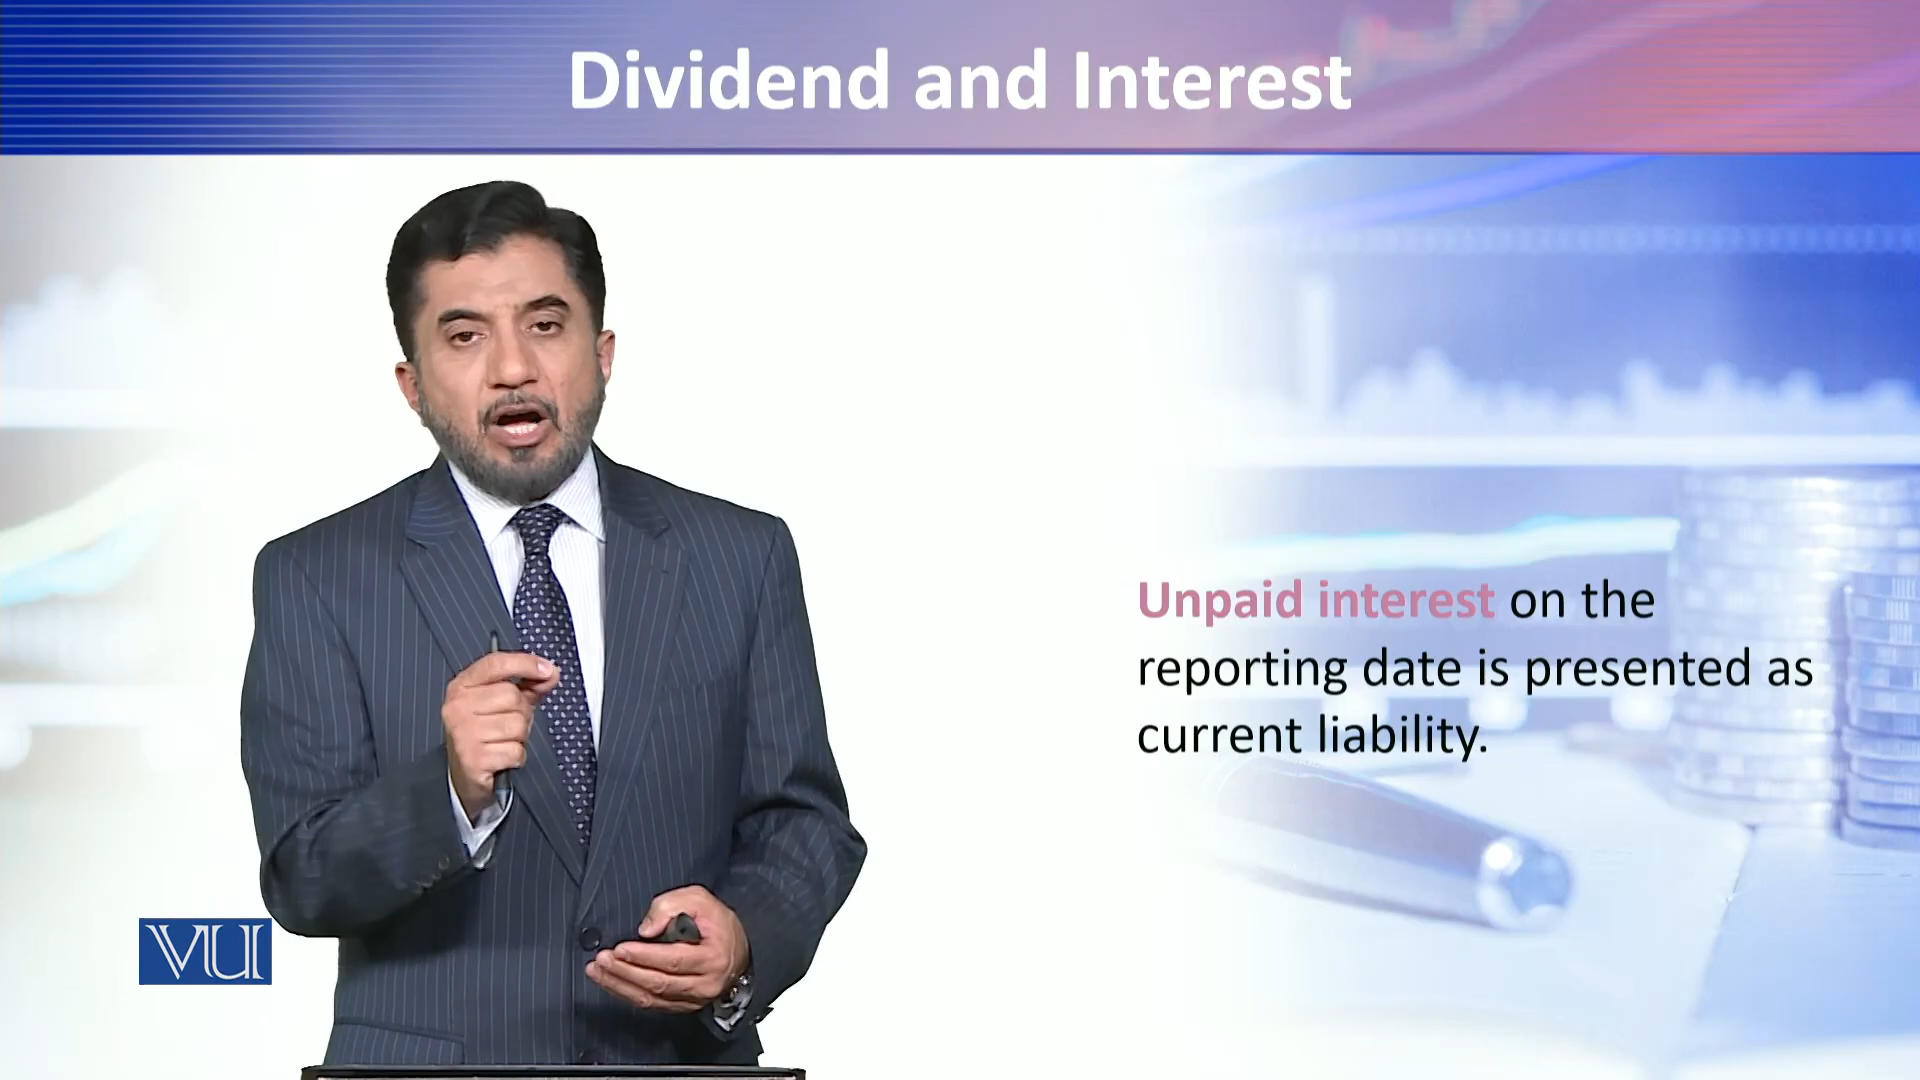 Dividend and Interest
Unpaid interest on the
reporting date is presented as
current liability.
VU